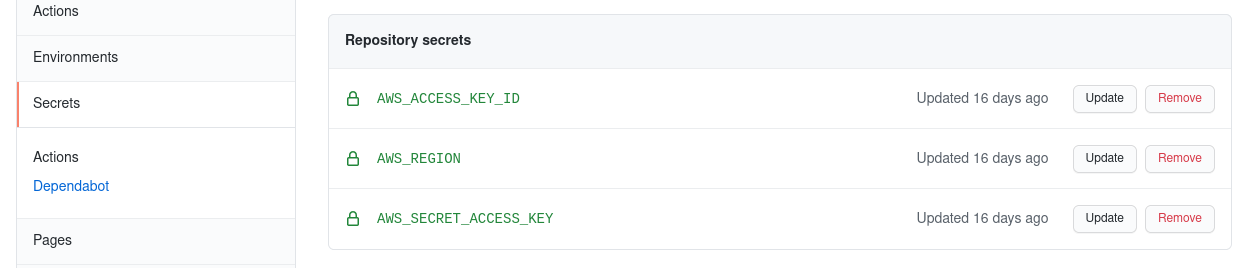 Actions
Environments
Secrets
Actions
Dependabot
Pages
Repository secrets
AWS_ACCESS_KEY_ID Updated 16 days ago Update Remove
AWS_REGION Updated 16 days ago Update Remove
AWS_SECRET_ACCESS_KEY Updated 16 days ago Update Remove